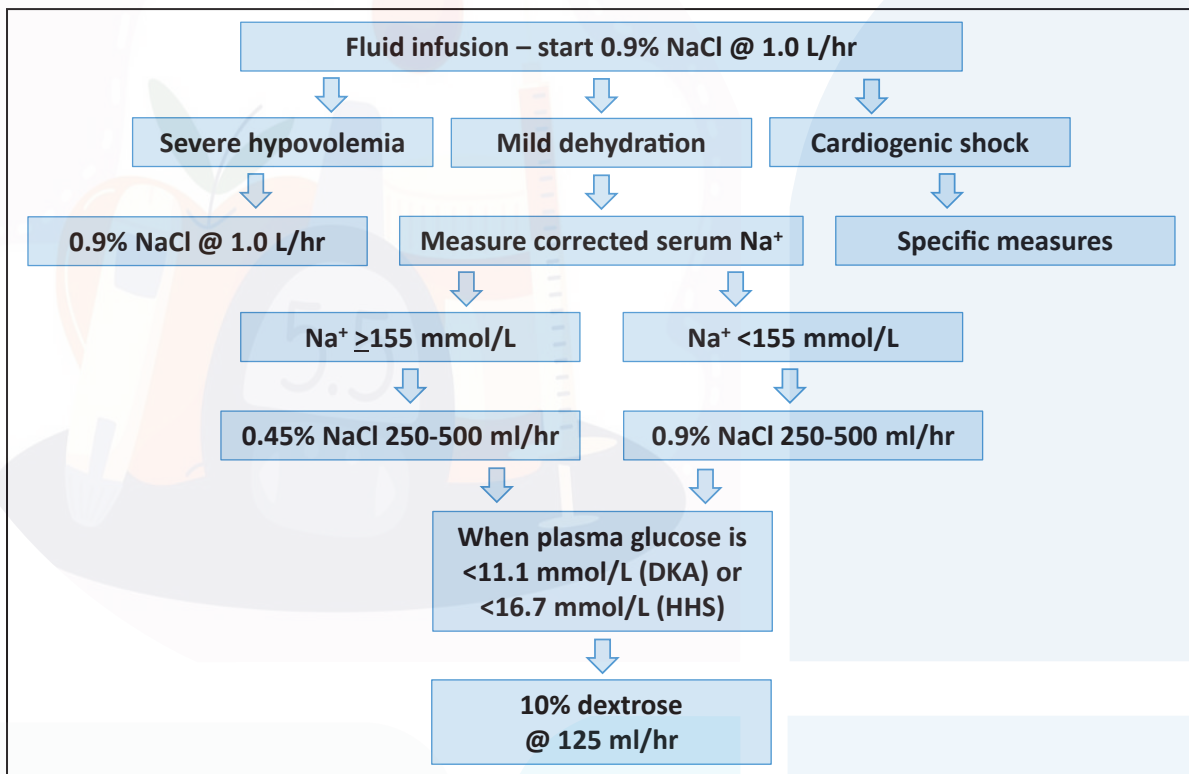 Fluid infusion – start 0.9% NaCl @ 1.0 L/hr
Severe hypovolemia
Mild dehydration
Cardiogenic shock
0.9% NaCl @ 1.0 L/hr
Measure corrected serum Na⁺
Specific measures
Na⁺ ≥155 mmol/L
Na⁺ <155 mmol/L
0.45% NaCl 250-500 ml/hr
0.9% NaCl 250-500 ml/hr
When plasma glucose is
<11.1 mmol/L (DKA) or
<16.7 mmol/L (HHS)
10% dextrose
@ 125 ml/hr
5.5